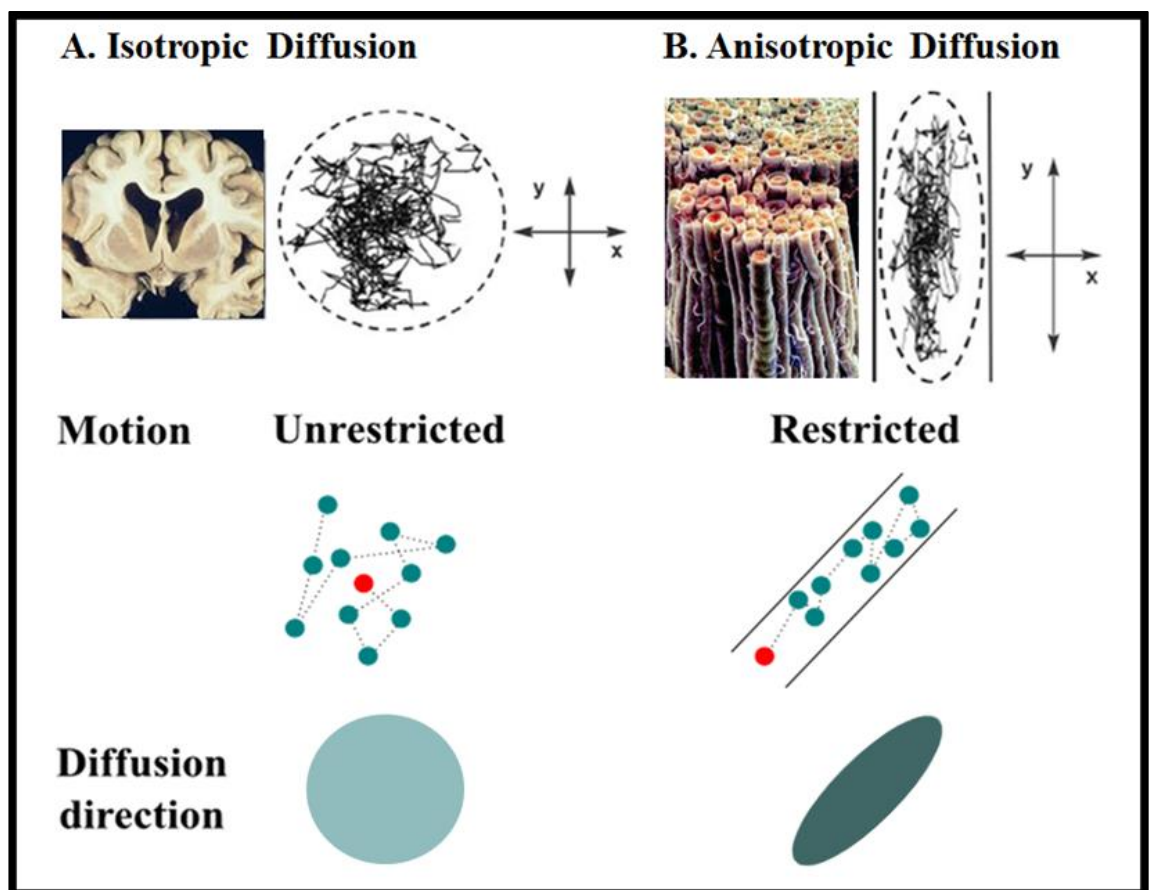 A. Isotropic Diffusion
B. Anisotropic Diffusion
y
x
y
x
Motion
Unrestricted
Restricted
Diffusion
direction